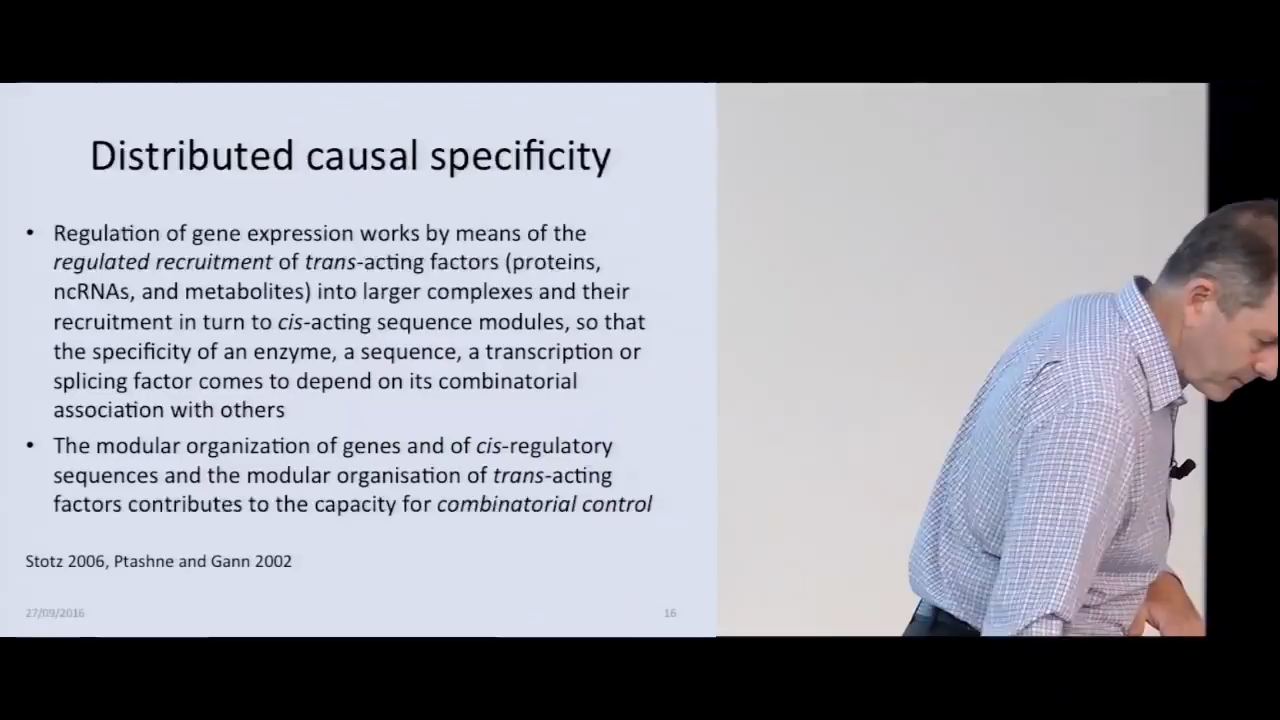 Distributed causal specificity
• Regulation of gene expression works by means of the
regulated recruitment of trans-acting factors (proteins,
ncRNAs, and metabolites) into larger complexes and their
recruitment in turn to cis-acting sequence modules, so that
the specificity of an enzyme, a sequence, a transcription or
splicing factor comes to depend on its combinatorial
association with others
• The modular organization of genes and of cis-regulatory
sequences and the modular organisation of trans-acting
factors contributes to the capacity for combinatorial control
Stotz 2006, Ptashne and Gann 2002
27/09/2016
16